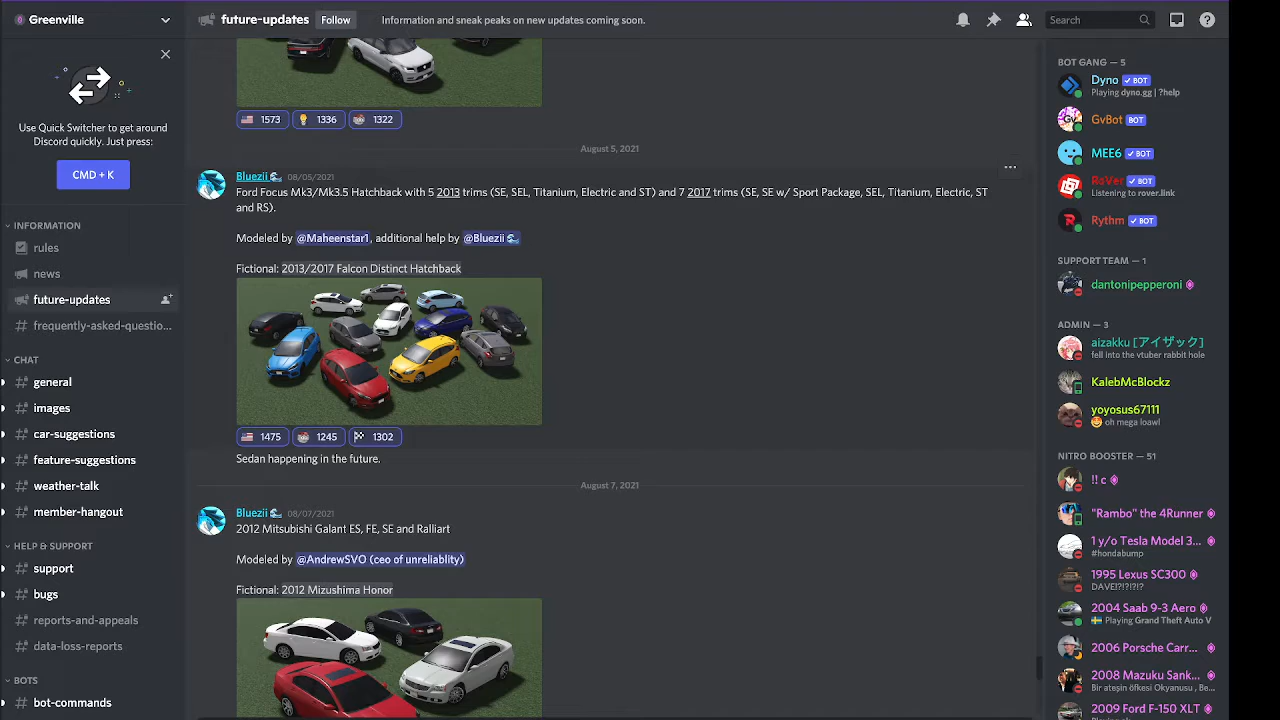 Greenville
future-updates Follow Information and sneak peaks on new updates coming soon. Search
Use Quick Switcher to get around
Discord quickly. Just press:
CMD + K
INFORMATION
rules
news
future-updates
frequently-asked-questio...
CHAT
general
images
car-suggestions
feature-suggestions
weather-talk
member-hangout
HELP & SUPPORT
support
bugs
reports-and-appeals
data-loss-reports
BOTS
bot-commands
1573 1336 1322
August 5, 2021
Bluezii 08/05/2021
Ford Focus Mk3/Mk3.5 Hatchback with 5 2013 trims (SE, SEL, Titanium, Electric and ST) and 7 2017 trims (SE, SE w/ Sport Package, SEL, Titanium, Electric, ST
and RS).
Modeled by @Maheenstar1, additional help by @Bluezii
Fictional: 2013/2017 Falcon Distinct Hatchback
1475 1245 1302
Sedan happening in the future.
August 7, 2021
Bluezii 08/07/2021
2012 Mitsubishi Galant ES, FE, SE and Ralliart
Modeled by @AndrewSVO (ceo of unreliablity)
Fictional: 2012 Mizushima Honor
BOT GANG — 5
Dyno BOT
Playing dyno.gg | ?help
GvBot BOT
MEE6 BOT
RoVer BOT
Listening to rover.link
Rythm BOT
SUPPORT TEAM — 1
dantonipepperoni
ADMIN — 3
aizakku [アイザック]
fell into the vtuber rabbit hole
KalebMcBlockz
yoyosus67111
oh mega loawl
NITRO BOOSTER — 51
!! c
"Rambo" the 4Runner
1 y/o Tesla Model 3...
#hondabump
1995 Lexus SC300
DAVE!?!?!?!?
2004 Saab 9-3 Aero
Playing Grand Theft Auto V
2006 Porsche Carr...
2008 Mazuku Sank...
Bir ateşin öfkesi Okyanusu , Be...
2009 Ford F-150 XLT